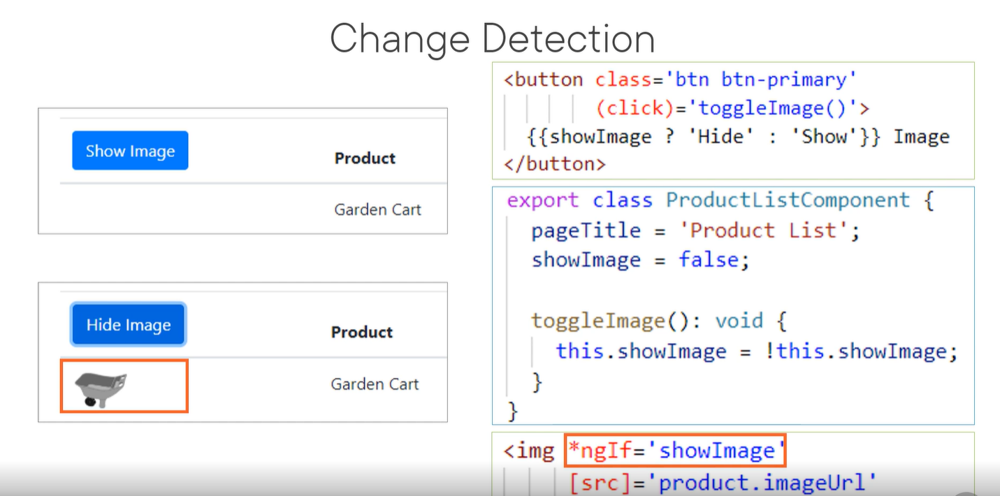 Change Detection
Show Image
Product
Garden Cart
Hide Image
Product
Garden Cart
<button class='btn btn-primary'
(click)='toggleImage()'>
{{showImage ? 'Hide' : 'Show'}} Image
</button>
export class ProductListComponent {
pageTitle = 'Product List';
showImage = false;
toggleImage(): void {
this.showImage = !this.showImage;
}
}
<img *ngIf='showImage'
[src]='product.imageUrl'